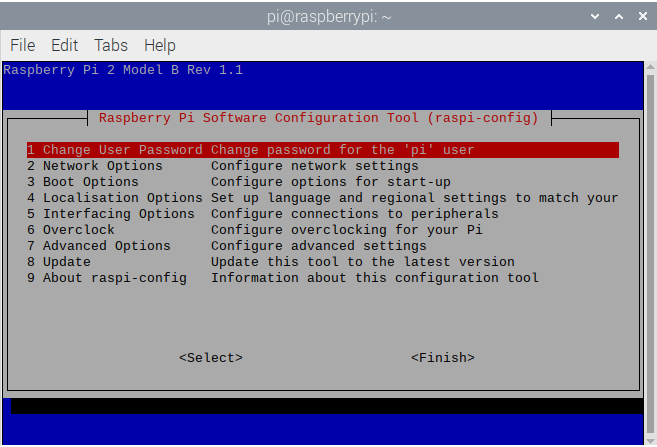 pi@raspberrypi: ~
File Edit Tabs Help
Raspberry Pi 2 Model B Rev 1.1
Raspberry Pi Software Configuration Tool (raspi-config)
1 Change User Password Change password for the 'pi' user
2 Network Options Configure network settings
3 Boot Options Configure options for start-up
4 Localisation Options Set up language and regional settings to match your
5 Interfacing Options Configure connections to peripherals
6 Overclock Configure overclocking for your Pi
7 Advanced Options Configure advanced settings
8 Update Update this tool to the latest version
9 About raspi-config Information about this configuration tool
<Select> <Finish>